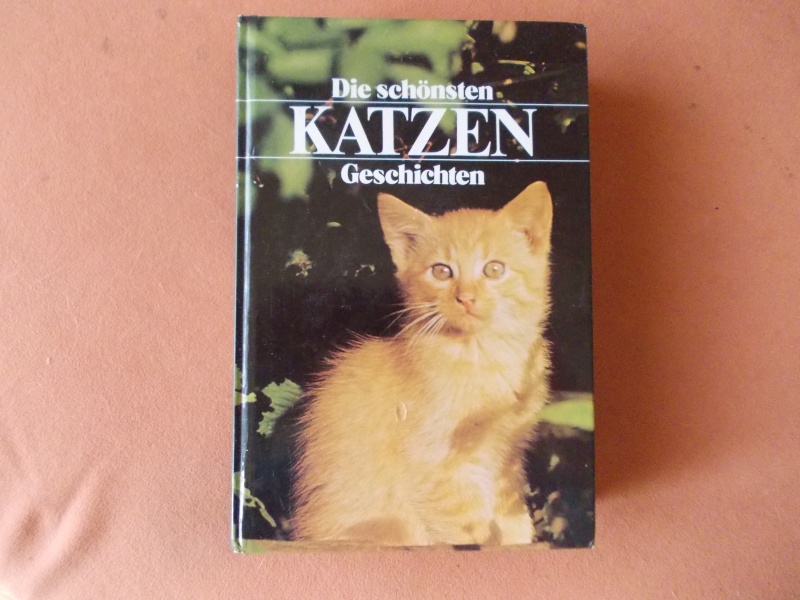 Die schönsten
KATZEN
Geschichten